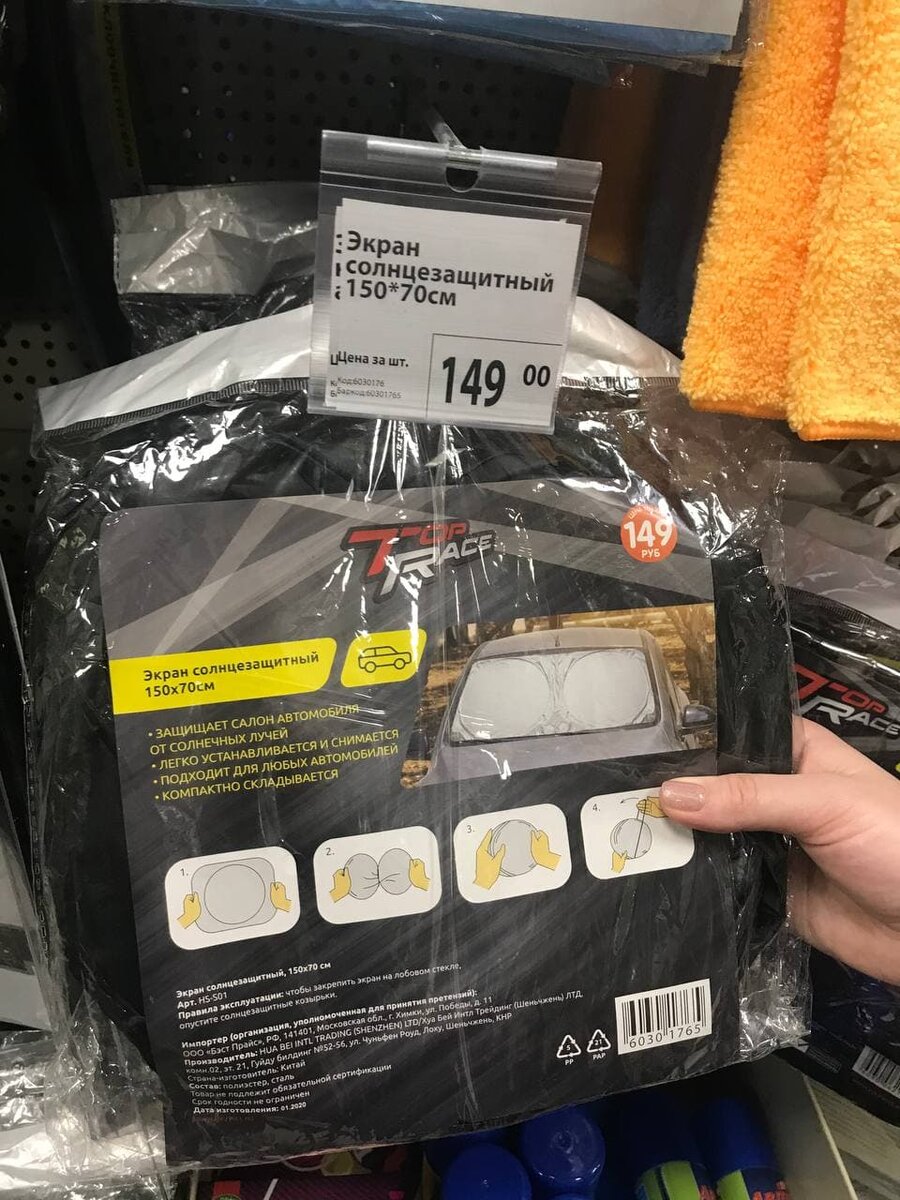 Экран
солнцезащитный
150*70см
Цена за шт.
149 00
Код:6030176
Баркод:60301765
TOP
RACE
149
РУБ
Экран солнцезащитный
150х70см
• ЗАЩИЩАЕТ САЛОН АВТОМОБИЛЯ
ОТ СОЛНЕЧНЫХ ЛУЧЕЙ
• ЛЕГКО УСТАНАВЛИВАЕТСЯ И СНИМАЕТСЯ
• ПОДХОДИТ ДЛЯ ЛЮБЫХ АВТОМОБИЛЕЙ
• КОМПАКТНО СКЛАДЫВАЕТСЯ
TOP
RACE
1.
2.
3.
4.
Экран солнцезащитный, 150х70 см
Арт. HS-S01
Правила эксплуатации: чтобы закрепить экран на лобовом стекле,
опустите солнцезащитные козырьки.
Импортер (организация, уполномоченная для принятия претензий):
ООО «Бэст Прайс», РФ, 141401, Московская обл., г. Химки, ул. Победы, д. 11
Производитель: HUA BEI INTL TRADING (SHENZHEN) LTD/Хуа Бей Интл Трейдинг (Шеньчжень) ЛТД,
комн.02, эт. 21, Гуйду билдинг №52-56, ул. Чуньфен Роуд, Лоху, Шеньчжень, КНР
Страна-изготовитель: Китай
Состав: полиэстер, сталь
Товар не подлежит обязательной сертификации
Срок годности не ограничен
Дата изготовления: 01.2020
5
PP
21
PAP
6030 1765